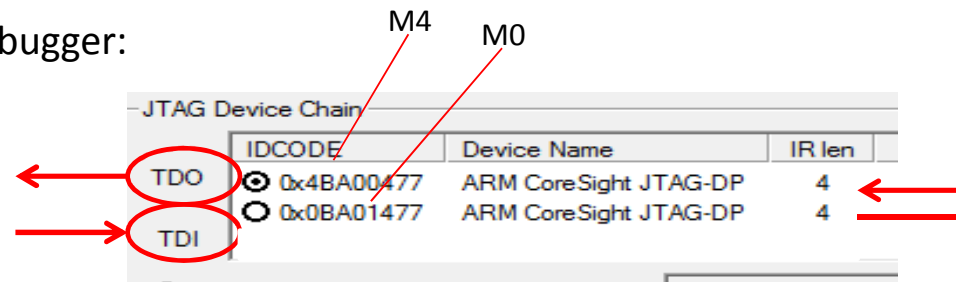 M4
M0
bugger:
JTAG Device Chain
IDCODE Device Name IR len
TDO
0x4BA00477 ARM CoreSight JTAG-DP 4
0x0BA01477 ARM CoreSight JTAG-DP 4
TDI